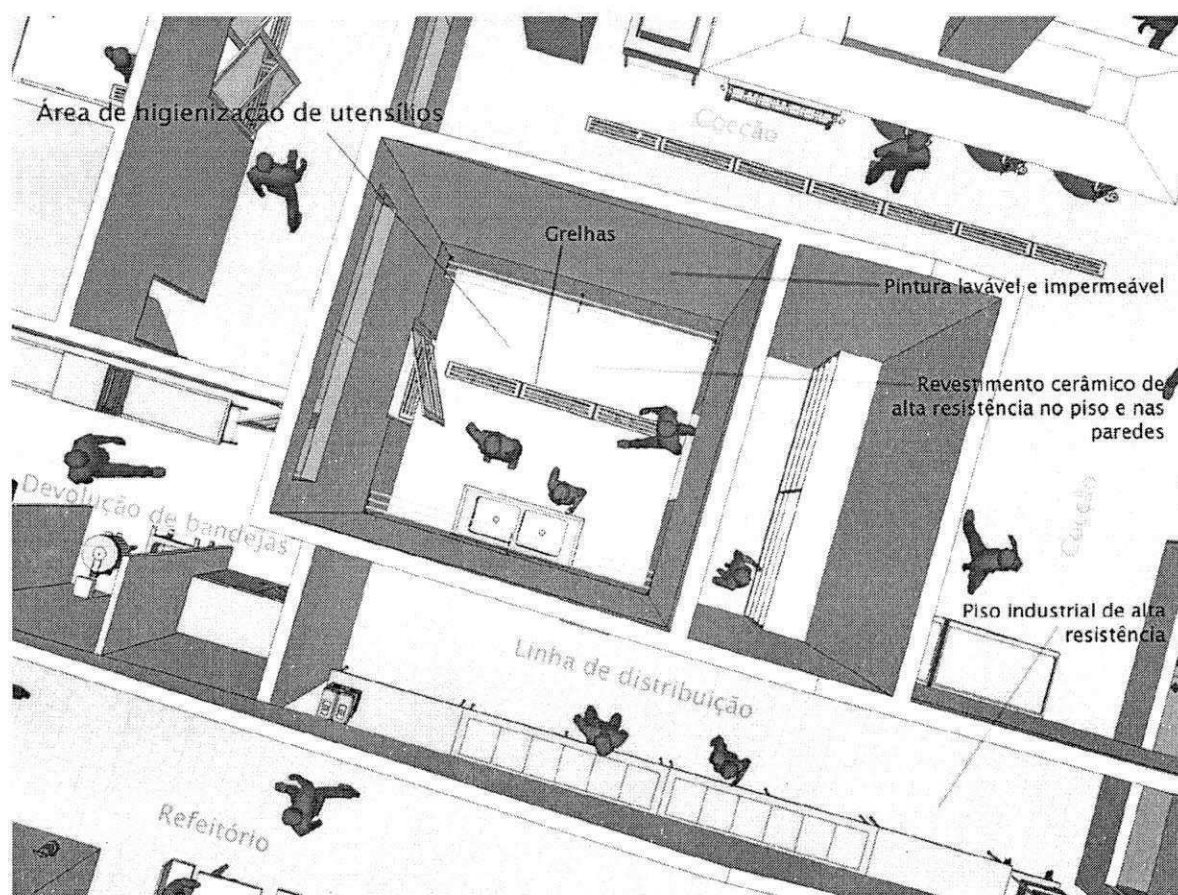 Área de higienização de utensílios
Cocção
Grelhas
Pintura lavável e impermeável
Revestimento cerâmico de
alta resistência no piso e nas
paredes
Devolução de bandejas
Cocção
Piso industrial de alta
resistência
Linha de distribuição
Refeitório